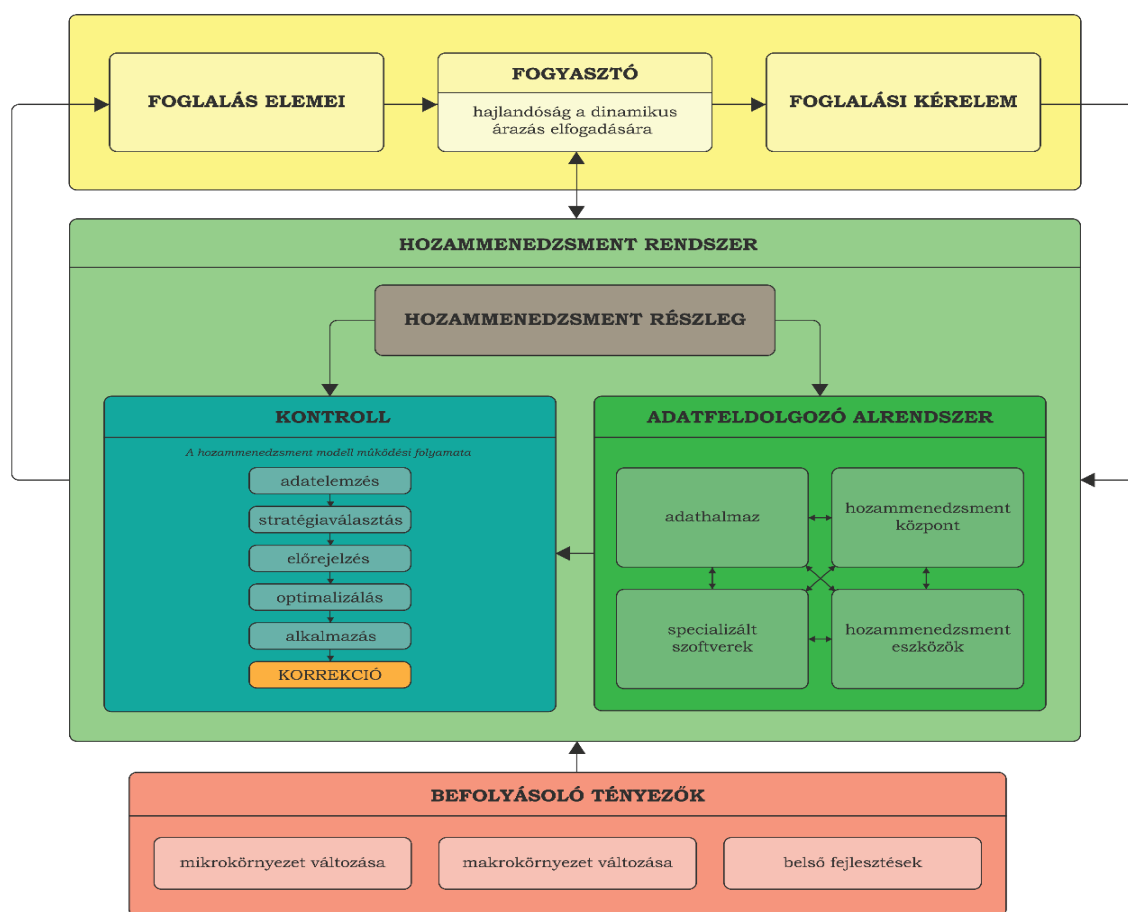 FOGLALÁS ELEMEI
FOGYASZTÓ
hajlandóság a dinamikus
árazás elfogadására
FOGLALÁSI KÉRELEM
HOZAMMENEDZSMENT RENDSZER
HOZAMMENEDZSMENT RÉSZLEG
KONTROLL
A hozammenedzsment modell működési folyamata
adatelemzés
stratégiaválasztás
előrejelzés
optimalizálás
alkalmazás
KORREKCIÓ
ADATFELDOLGOZÓ ALRENDSZER
adathalmaz
hozammenedzsment
központ
specializált
szoftverek
hozammenedzsment
eszközök
BEFOLYÁSOLÓ TÉNYEZŐK
mikrokörnyezet változása
makrokörnyezet változása
belső fejlesztések